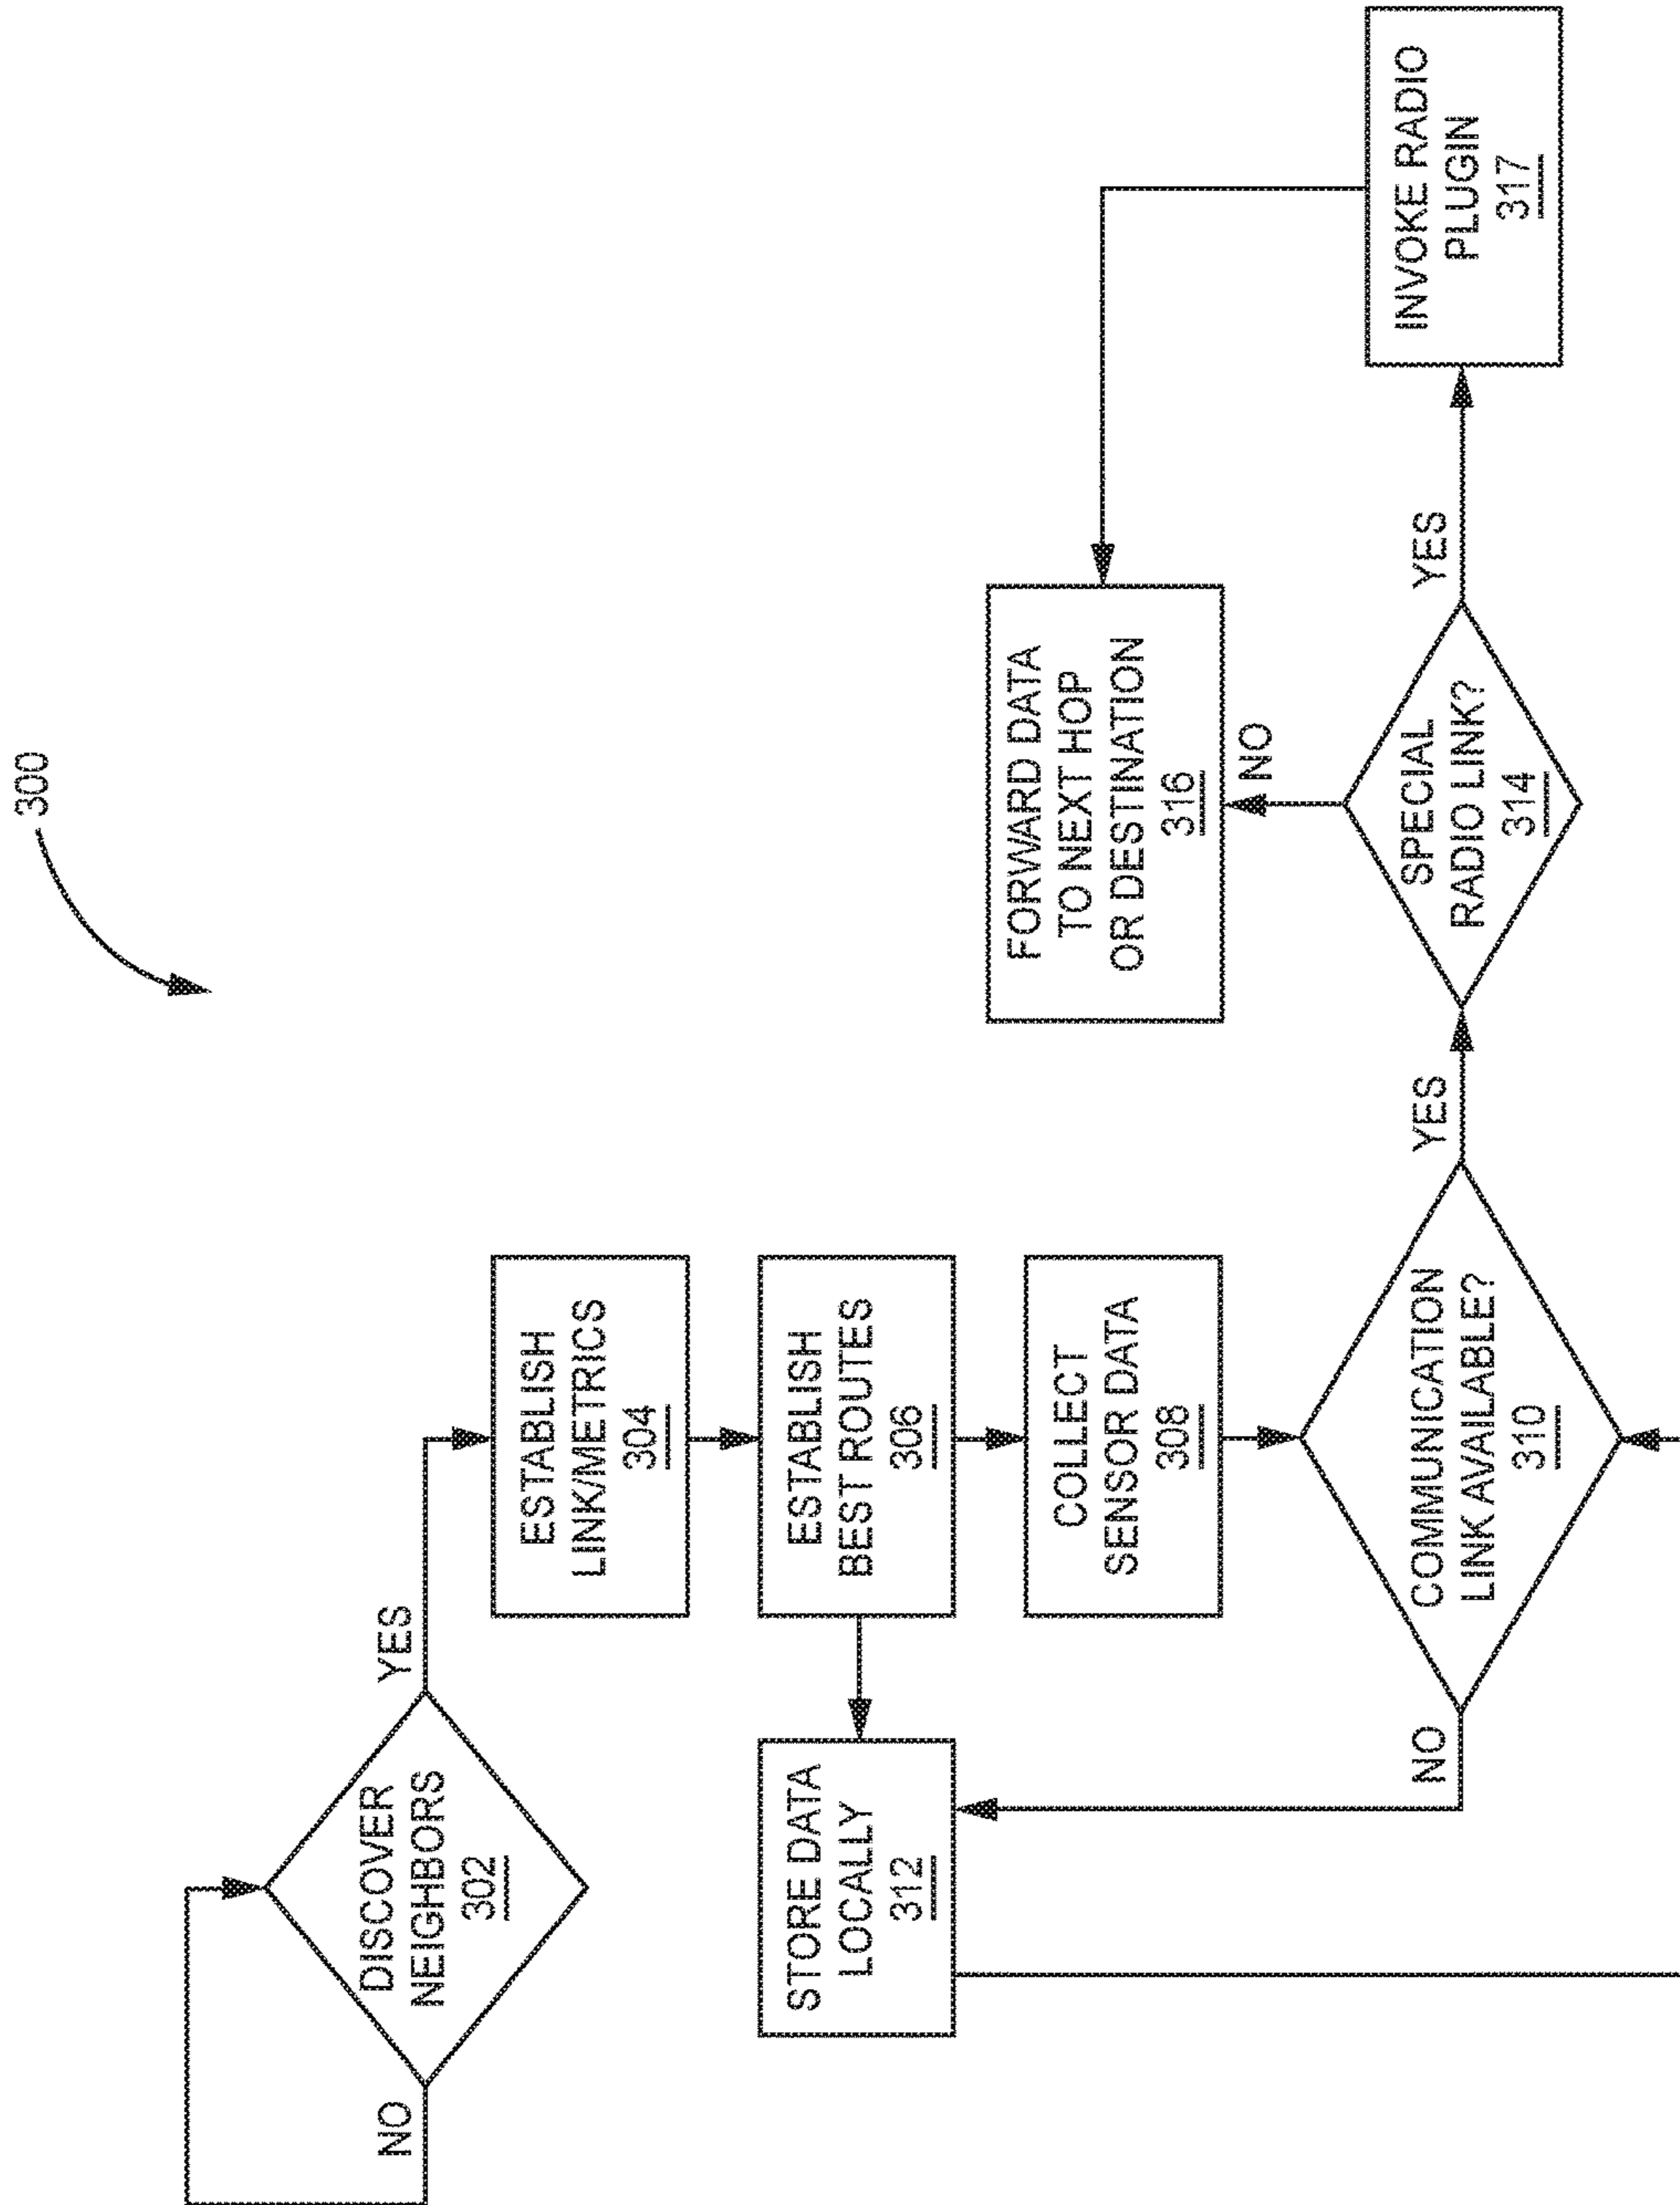 300
DISCOVER
NEIGHBORS
302
NO
YES
ESTABLISH
LINK/METRICS
304
ESTABLISH
BEST ROUTES
306
STORE DATA
LOCALLY
312
COLLECT
SENSOR DATA
308
COMMUNICATION
LINK AVAILABLE?
310
NO
YES
SPECIAL
RADIO LINK?
314
NO
YES
FORWARD DATA
TO NEXT HOP
OR DESTINATION
316
INVOKE RADIO
PLUGIN
317